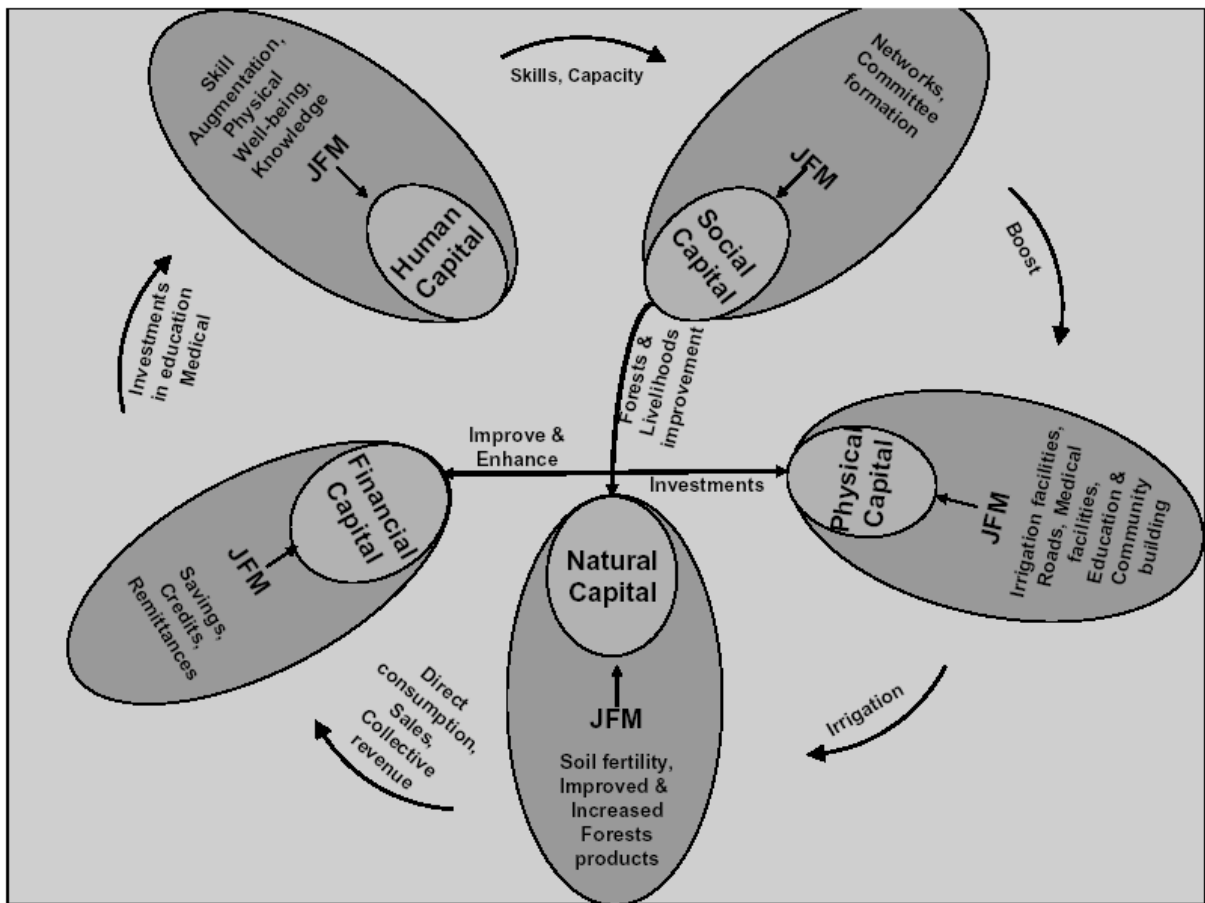 Skill
Augmentation,
Physical
Well-being,
Knowledge
JFM
Human
Capital
Skills, Capacity
Networks,
Committee
formation
JFM
Social
Capital
Boost
Investments
in education
Medical
Forests &
Livelihoods
improvement
Improve &
Enhance
Investments
Physical
Capital
JFM
Irrigation facilities,
Roads, Medical
facilities,
Education &
Community
building
Financial
Capital
JFM
Savings,
Credits,
Remittances
Natural
Capital
JFM
Soil fertility,
Improved &
Increased
Forests
products
Direct
consumption,
Sales,
Collective
revenue
Irrigation